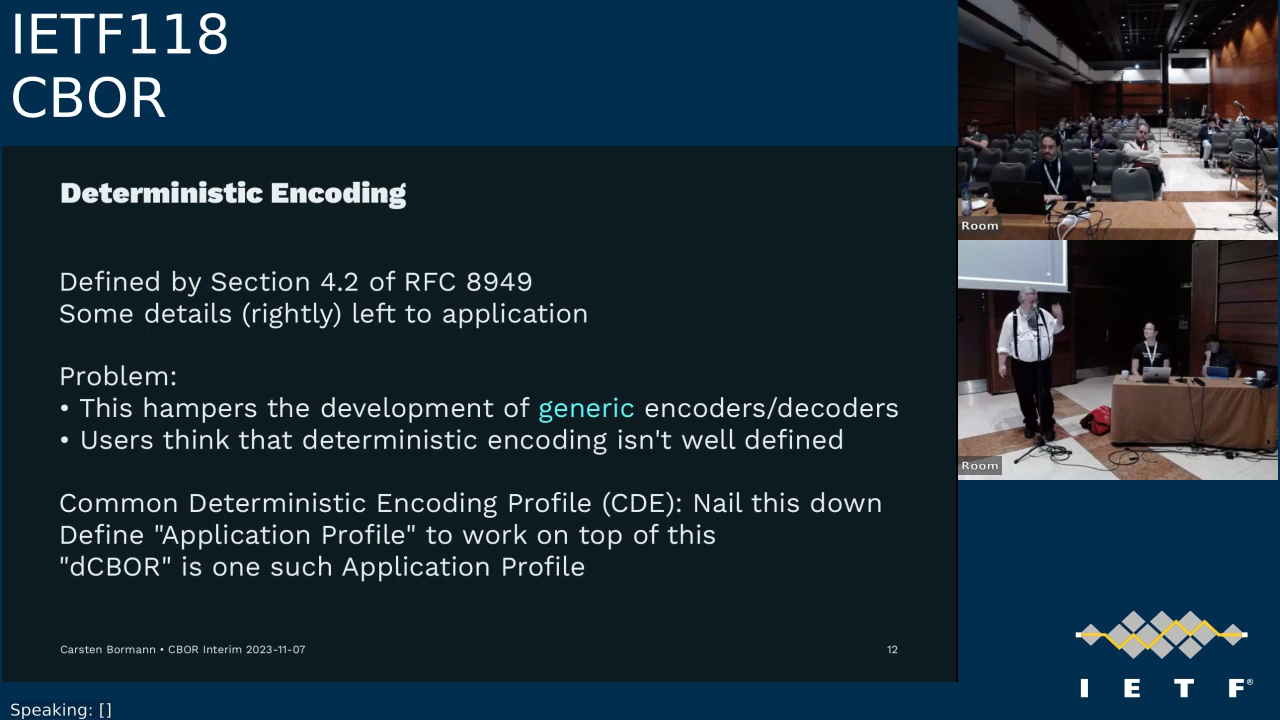 IETF118
CBOR
Deterministic Encoding
Defined by Section 4.2 of RFC 8949
Some details (rightly) left to application
Problem:
• This hampers the development of generic encoders/decoders
• Users think that deterministic encoding isn't well defined
Common Deterministic Encoding Profile (CDE): Nail this down
Define "Application Profile" to work on top of this
"dCBOR" is one such Application Profile
Carsten Bormann • CBOR Interim 2023-11-07
12
Room
Room
I E T F®
Speaking: []